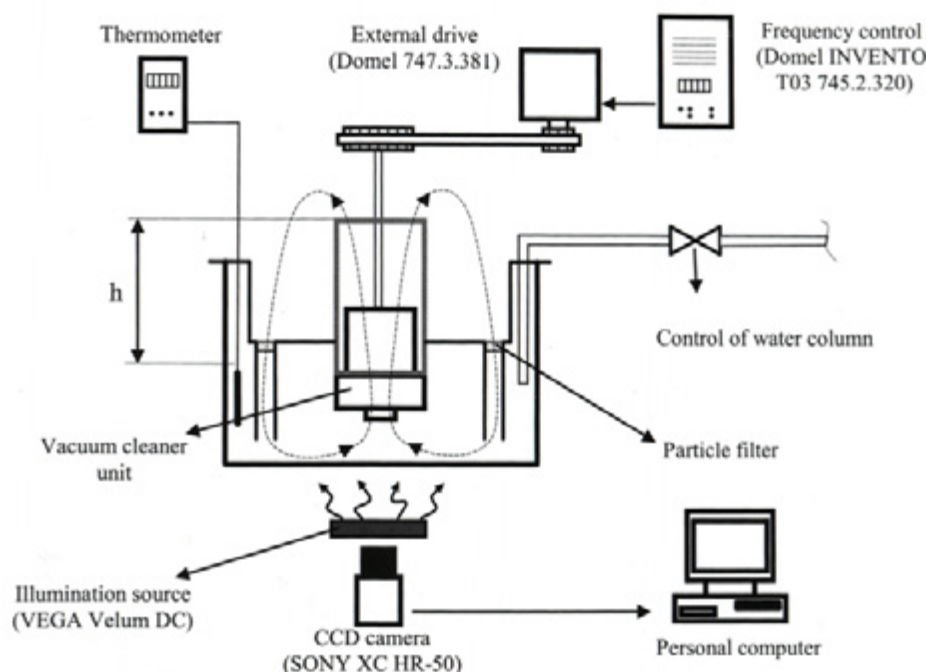 Thermometer
External drive
(Domel 747.3.381)
Frequency control
(Domel INVENTO
T03 745.2.320)
h
Control of water column
Vacuum cleaner
unit
Particle filter
Illumination source
(VEGA Velum DC)
CCD camera
(SONY XC HR-50)
Personal computer